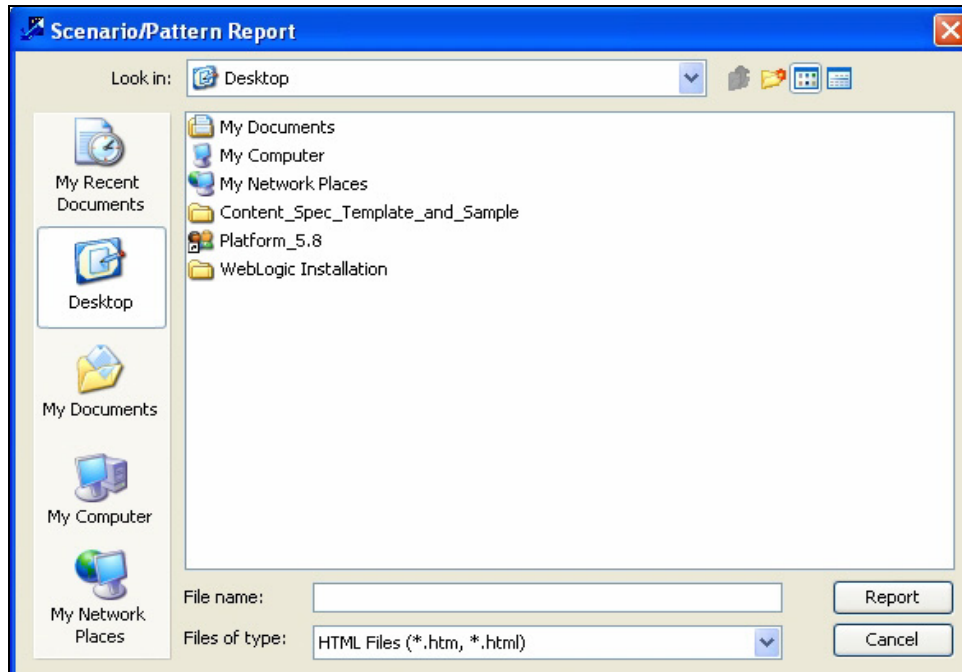 Scenario/Pattern Report
Look in:
Desktop
My Recent
Documents
Desktop
My Documents
My Computer
My Network
Places
My Documents
My Computer
My Network Places
Content_Spec_Template_and_Sample
Platform_5.8
WebLogic Installation
File name:
Report
Files of type:
HTML Files (*.htm, *.html)
Cancel